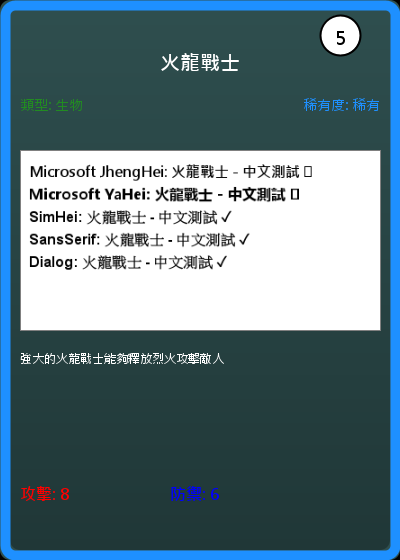 5
火龍戰士
類型: 生物 稀有度: 稀有
Microsoft JhengHei: 火龍戰士 - 中文測試 ▯
Microsoft YaHei: 火龍戰士 - 中文測試 ▯
SimHei: 火龍戰士 - 中文測試 ✓
SansSerif: 火龍戰士 - 中文測試 ✓
Dialog: 火龍戰士 - 中文測試 ✓
強大的火龍戰士能夠釋放烈火攻擊敵人
攻擊: 8 防禦: 6